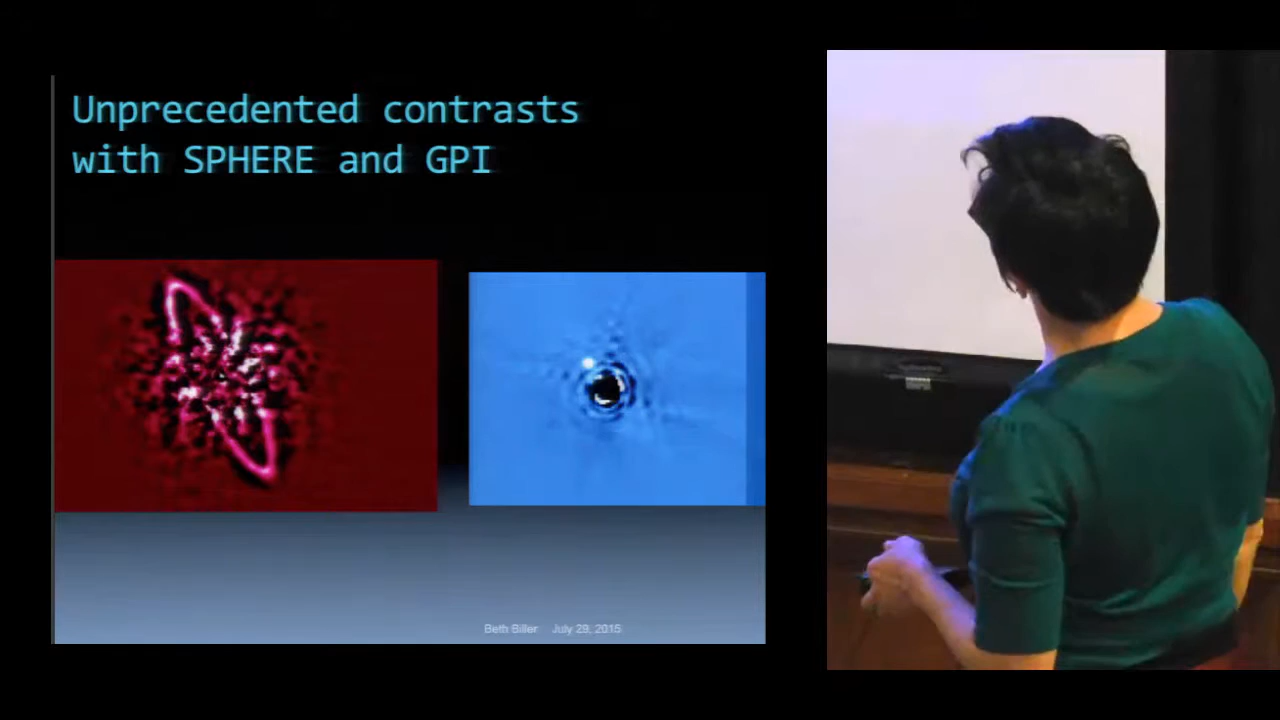 Unprecedented contrasts
with SPHERE and GPI
Beth Biller July 29, 2015